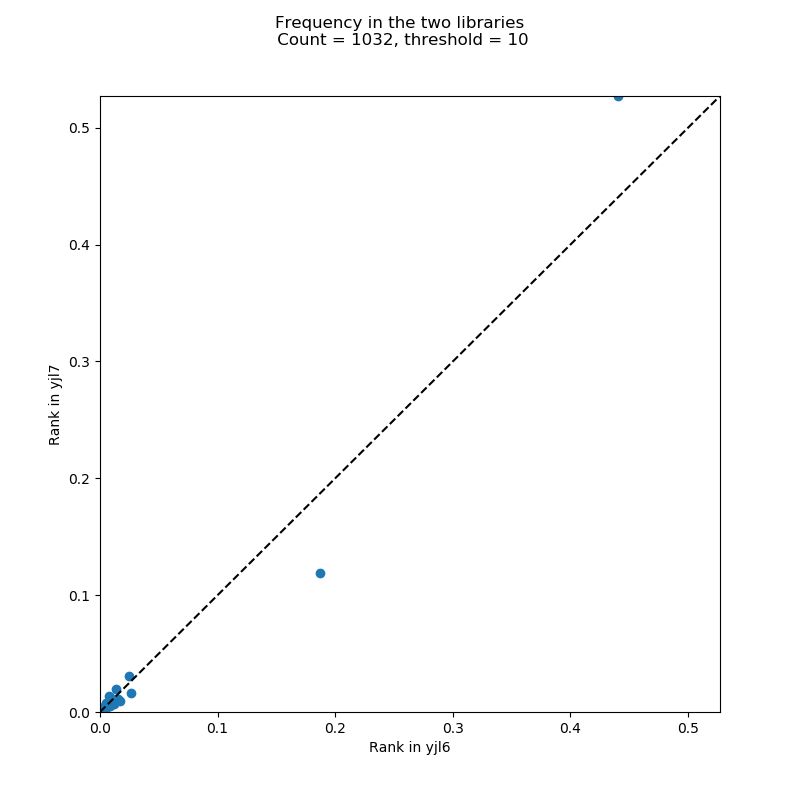 Frequency in the two libraries
Count = 1032, threshold = 10
0.5
0.4
0.3
0.2
0.1
0.0
Rank in yjl7
0.0 0.1 0.2 0.3 0.4 0.5
Rank in yjl6